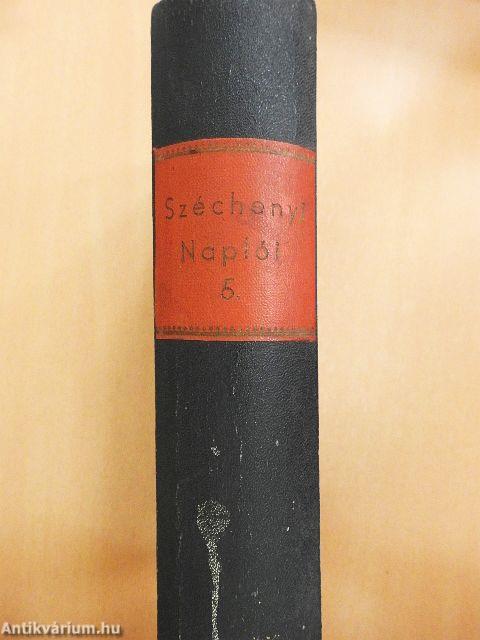 Széchenyi
Naplói
5.
Antikvárium.hu